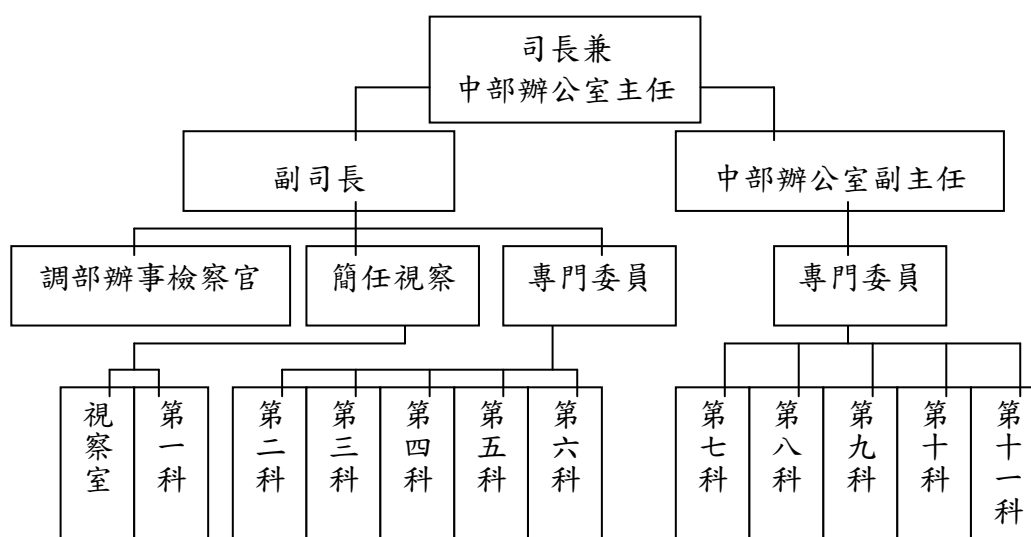 司長兼
中部辦公室主任
副司長
中部辦公室副主任
調部辦事檢察官
簡任視察
專門委員
專門委員
視察室
第一科
第二科
第三科
第四科
第五科
第六科
第七科
第八科
第九科
第十科
第十一科